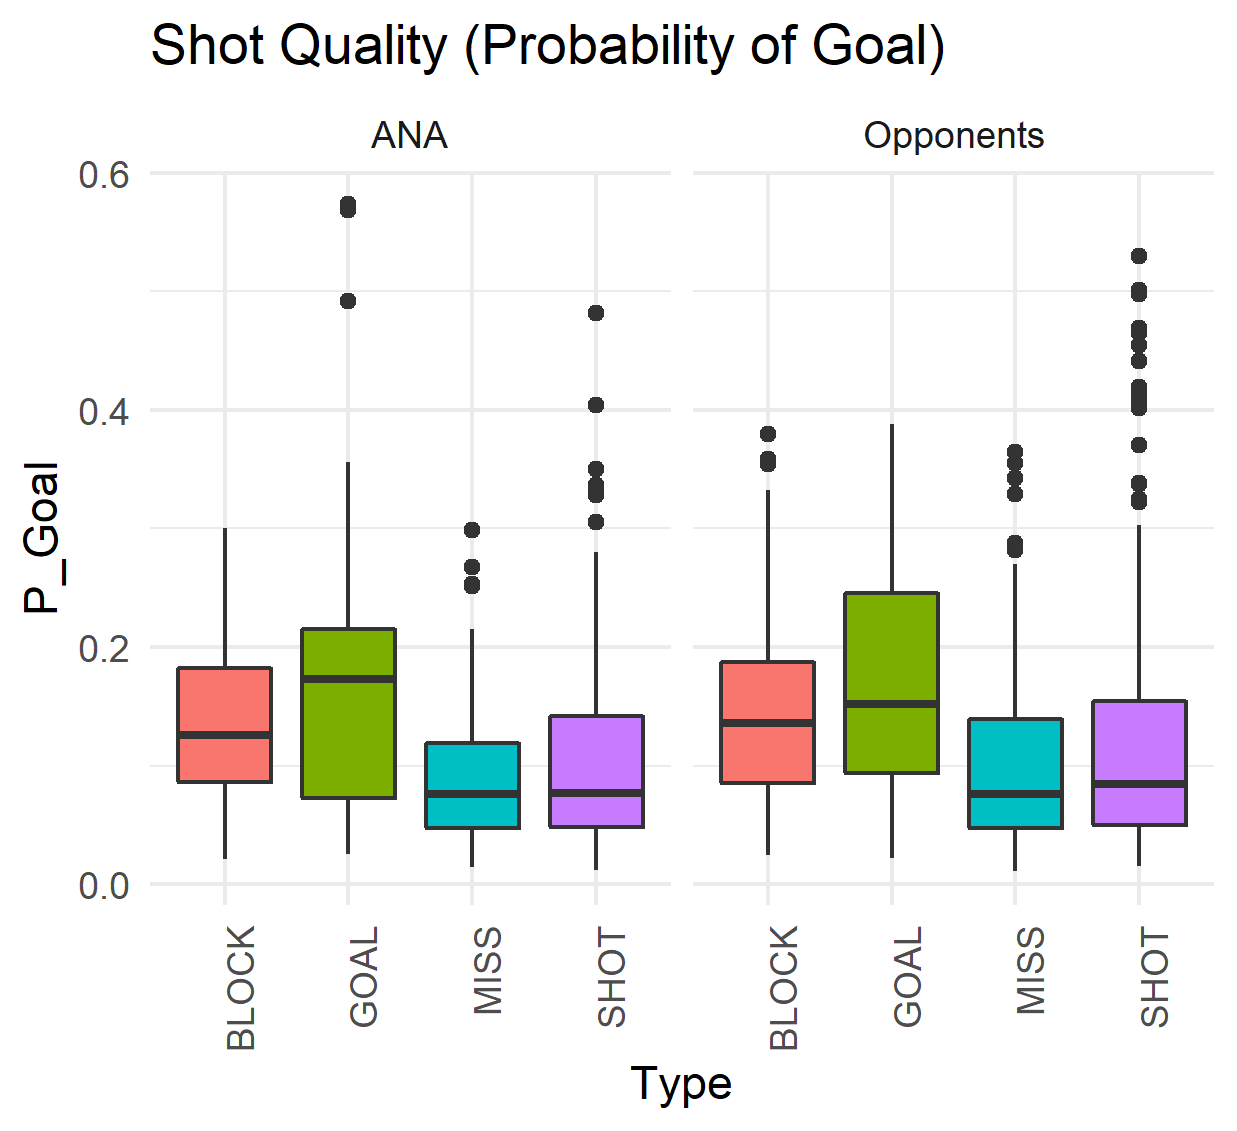 Shot Quality (Probability of Goal)
ANA
Opponents
0.6
0.4
0.2
0.0
P_Goal
BLOCK
GOAL
MISS
SHOT
BLOCK
GOAL
MISS
SHOT
Type